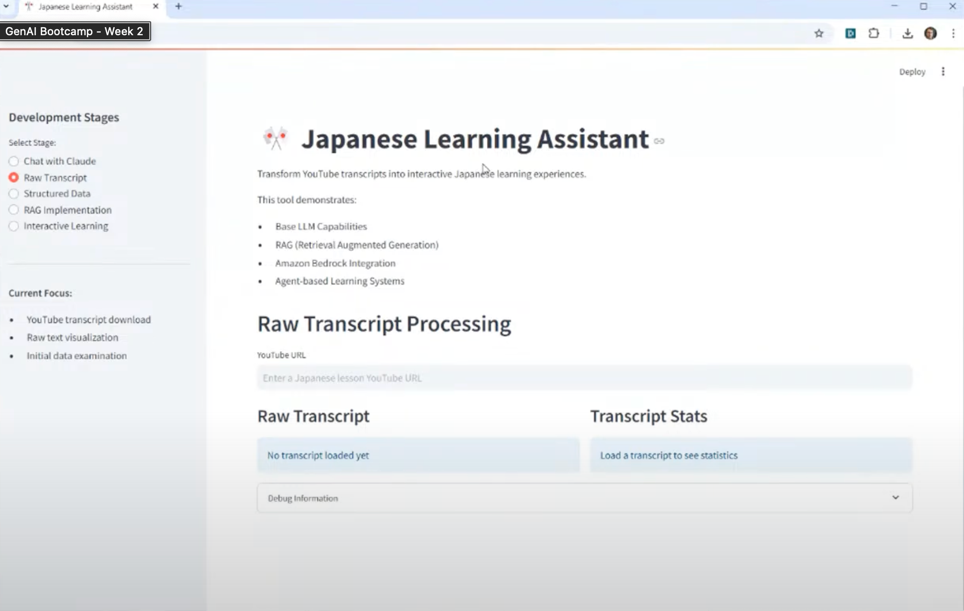 Japanese Learning Assistant
GenAI Bootcamp - Week 2
Deploy
Development Stages
Select Stage:
Chat with Claude
Raw Transcript
Structured Data
RAG Implementation
Interactive Learning
Current Focus:
YouTube transcript download
Raw text visualization
Initial data examination
Japanese Learning Assistant
Transform YouTube transcripts into interactive Japanese learning experiences.
This tool demonstrates:
Base LLM Capabilities
RAG (Retrieval Augmented Generation)
Amazon Bedrock Integration
Agent-based Learning Systems
Raw Transcript Processing
YouTube URL
Enter a Japanese lesson YouTube URL
Raw Transcript
Transcript Stats
No transcript loaded yet
Load a transcript to see statistics
Debug Information